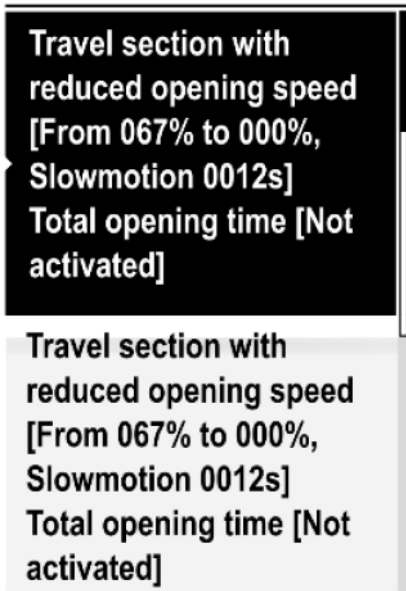 Travel section with
reduced opening speed
[From 067% to 000%,
Slowmotion 0012s]
Total opening time [Not
activated]
Travel section with
reduced opening speed
[From 067% to 000%,
Slowmotion 0012s]
Total opening time [Not
activated]